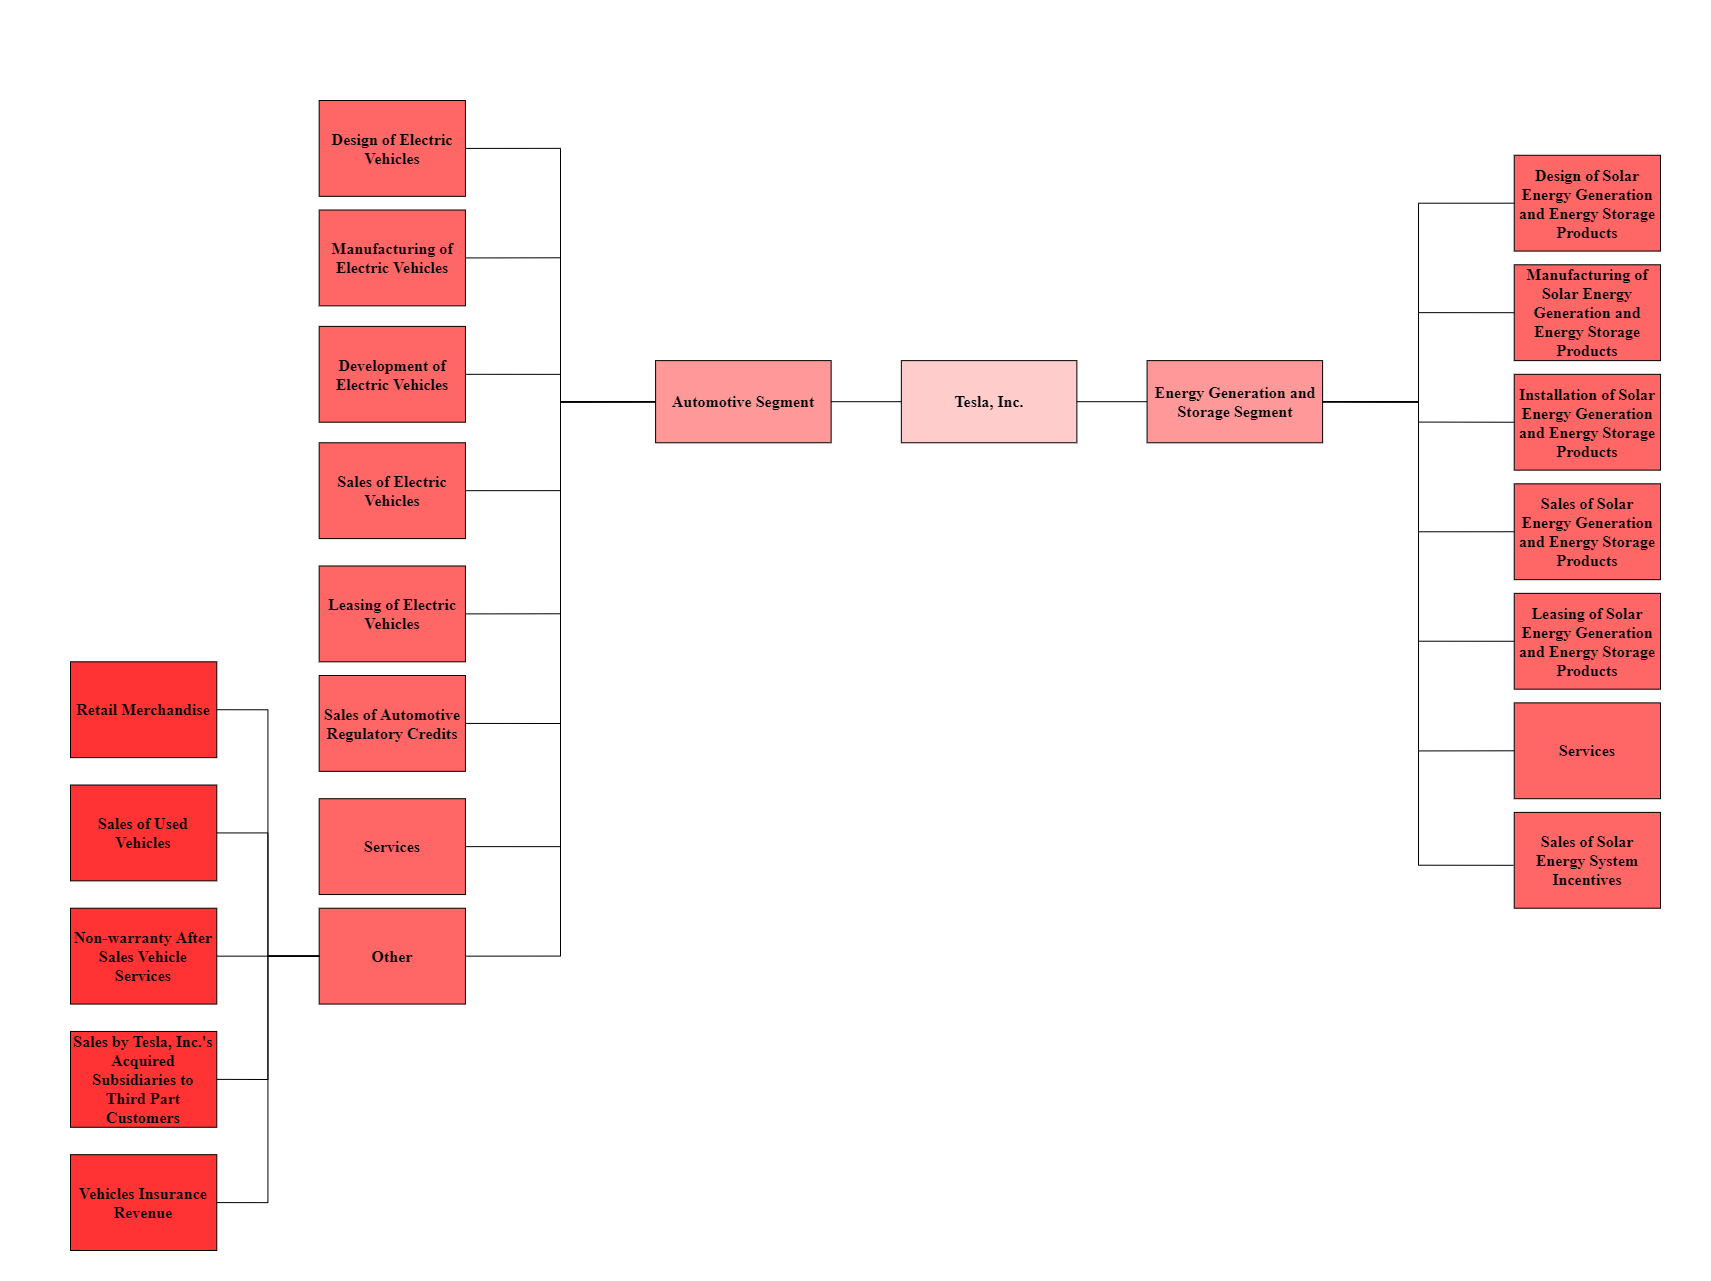 Design of Electric
Vehicles
Manufacturing of
Electric Vehicles
Development of
Electric Vehicles
Sales of Electric
Vehicles
Leasing of Electric
Vehicles
Sales of Automotive
Regulatory Credits
Services
Other
Retail Merchandise
Sales of Used
Vehicles
Non-warranty After
Sales Vehicle
Services
Sales by Tesla, Inc.'s
Acquired
Subsidiaries to
Third Part
Customers
Vehicles Insurance
Revenue
Automotive Segment
Tesla, Inc.
Energy Generation and
Storage Segment
Design of Solar
Energy Generation
and Energy Storage
Products
Manufacturing of
Solar Energy
Generation and
Energy Storage
Products
Installation of Solar
Energy Generation
and Energy Storage
Products
Sales of Solar
Energy Generation
and Energy Storage
Products
Leasing of Solar
Energy Generation
and Energy Storage
Products
Services
Sales of Solar
Energy System
Incentives